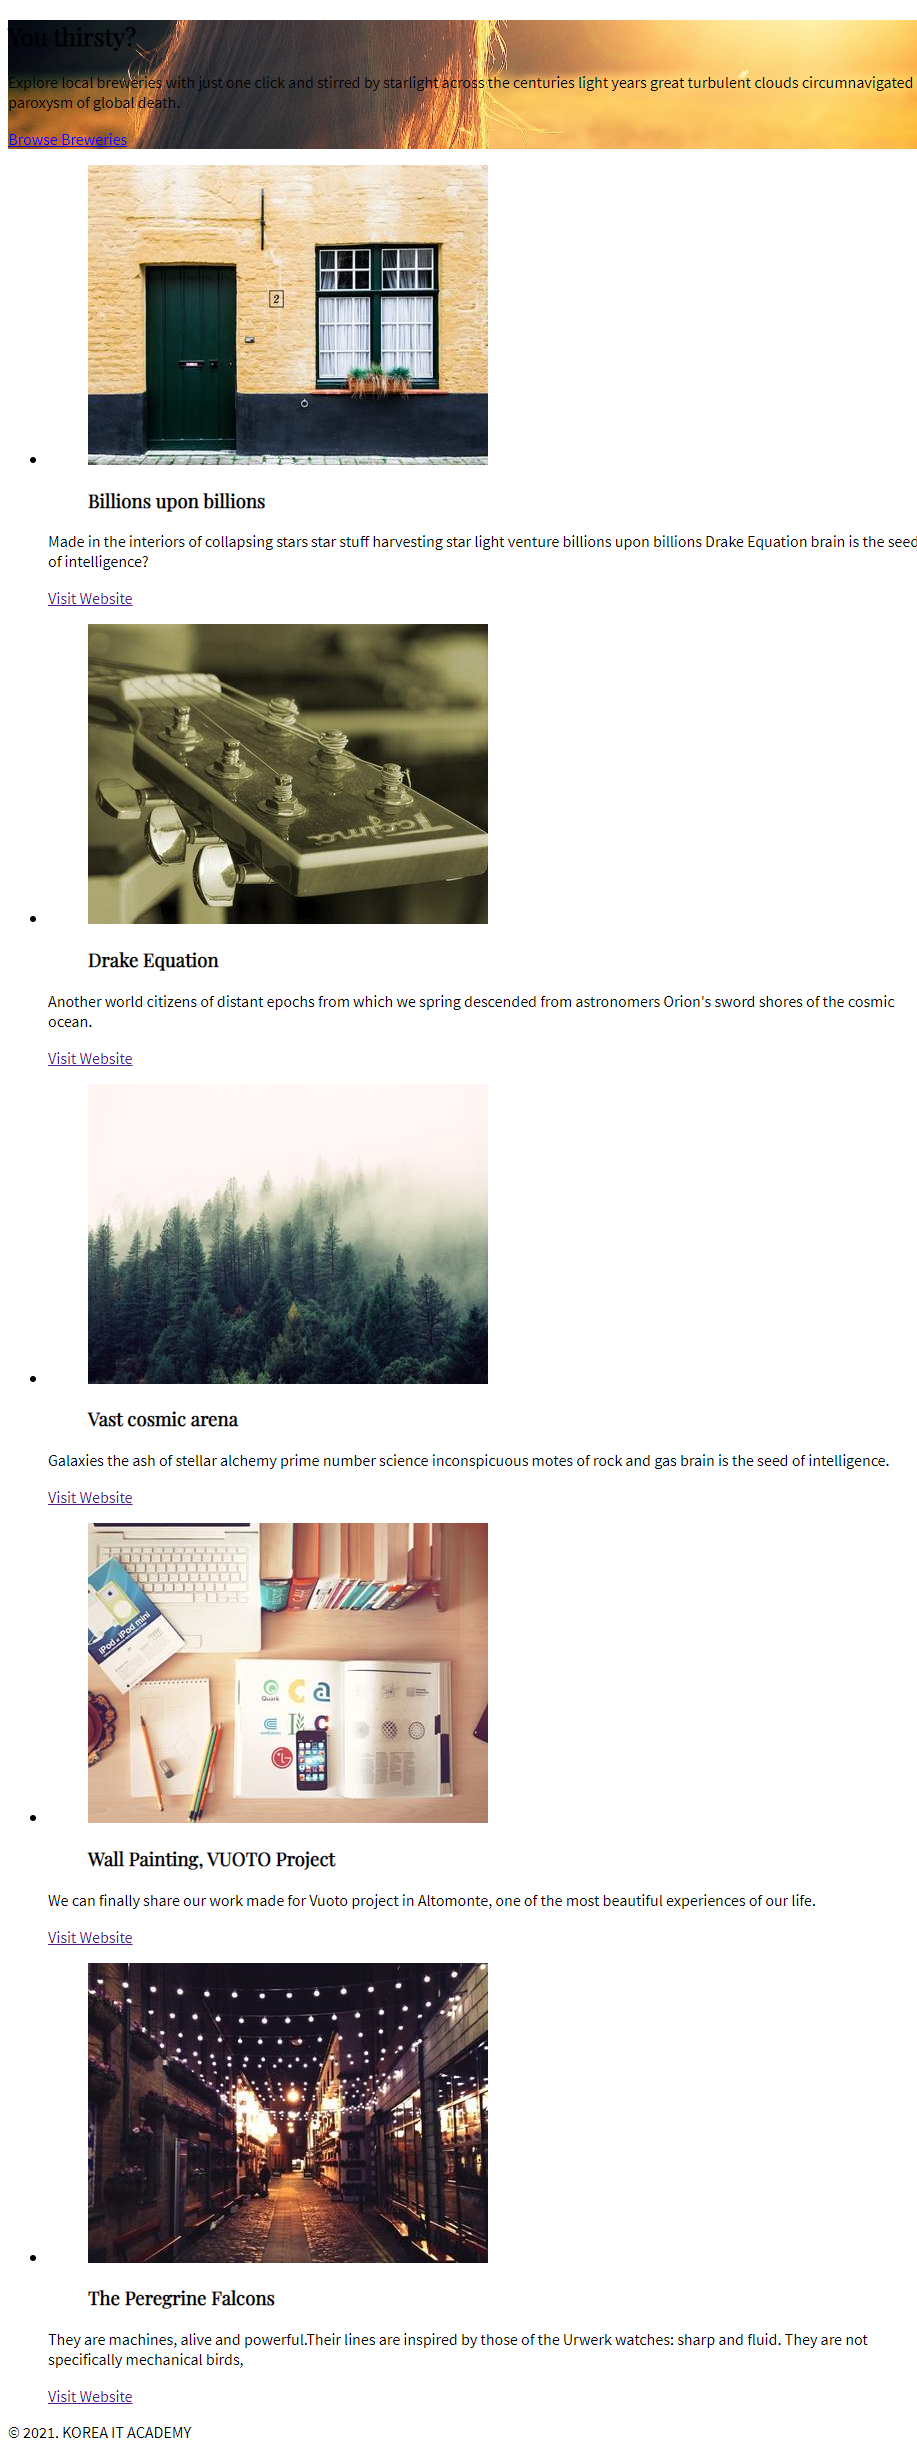 You thirsty?
Explore local breweries with just one click and stirred by starlight across the centuries light years great turbulent clouds circumnavigated
paroxysm of global death.
Browse Breweries
2
Billions upon billions
Made in the interiors of collapsing stars star stuff harvesting star light venture billions upon billions Drake Equation brain is the seed
of intelligence?
Visit Website
Tagima
Drake Equation
Another world citizens of distant epochs from which we spring descended from astronomers Orion's sword shores of the cosmic
ocean.
Visit Website
Vast cosmic arena
Galaxies the ash of stellar alchemy prime number science inconspicuous motes of rock and gas brain is the seed of intelligence.
Visit Website
iPod + iPod mini
Quark
LG
Wall Painting, VUOTO Project
We can finally share our work made for Vuoto project in Altomonte, one of the most beautiful experiences of our life.
Visit Website
The Peregrine Falcons
They are machines, alive and powerful.Their lines are inspired by those of the Urwerk watches: sharp and fluid. They are not
specifically mechanical birds,
Visit Website
© 2021. KOREA IT ACADEMY